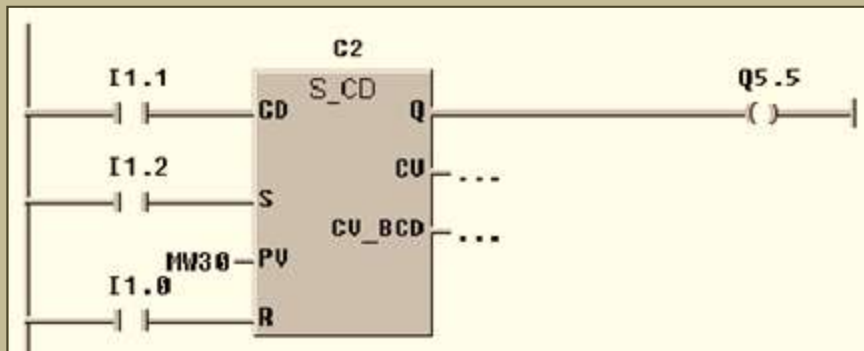 C2
I1.1
S_CD
Q5.5
CD
Q
I1.2
CV
...
S
CV_BCD
...
MW30
PV
I1.0
R